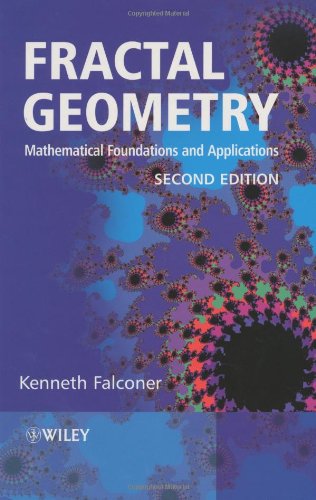 FRACTAL
GEOMETRY
Mathematical Foundations and Applications
SECOND EDITION
Kenneth Falconer
WILEY